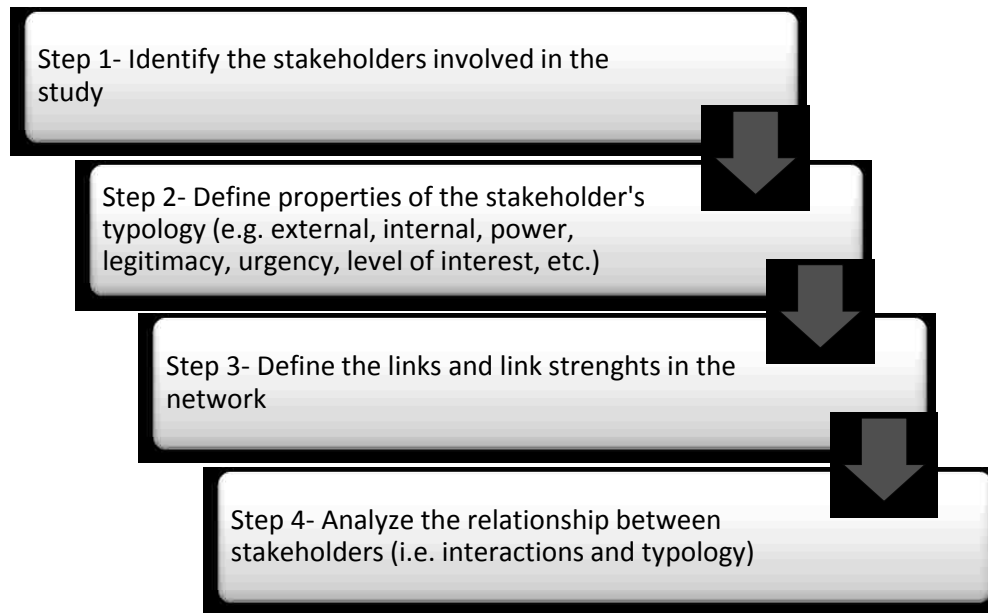 Step 1- Identify the stakeholders involved in the
study
Step 2- Define properties of the stakeholder's
typology (e.g. external, internal, power,
legitimacy, urgency, level of interest, etc.)
Step 3- Define the links and link strenghts in the
network
Step 4- Analyze the relationship between
stakeholders (i.e. interactions and typology)